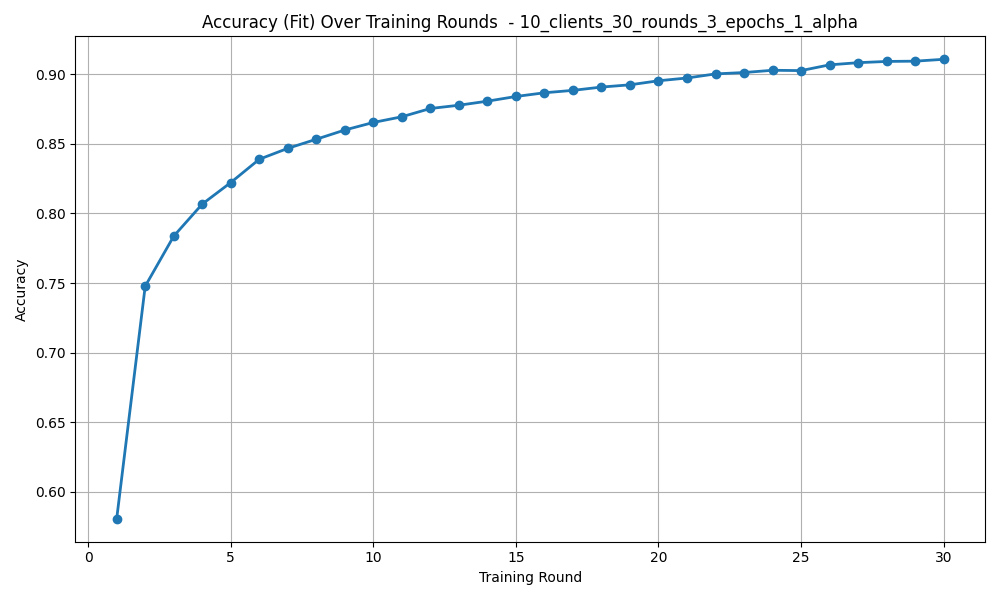 Accuracy (Fit) Over Training Rounds  - 10_clients_30_rounds_3_epochs_1_alpha
Accuracy
0.90
0.85
0.80
0.75
0.70
0.65
0.60
0 5 10 15 20 25 30
Training Round